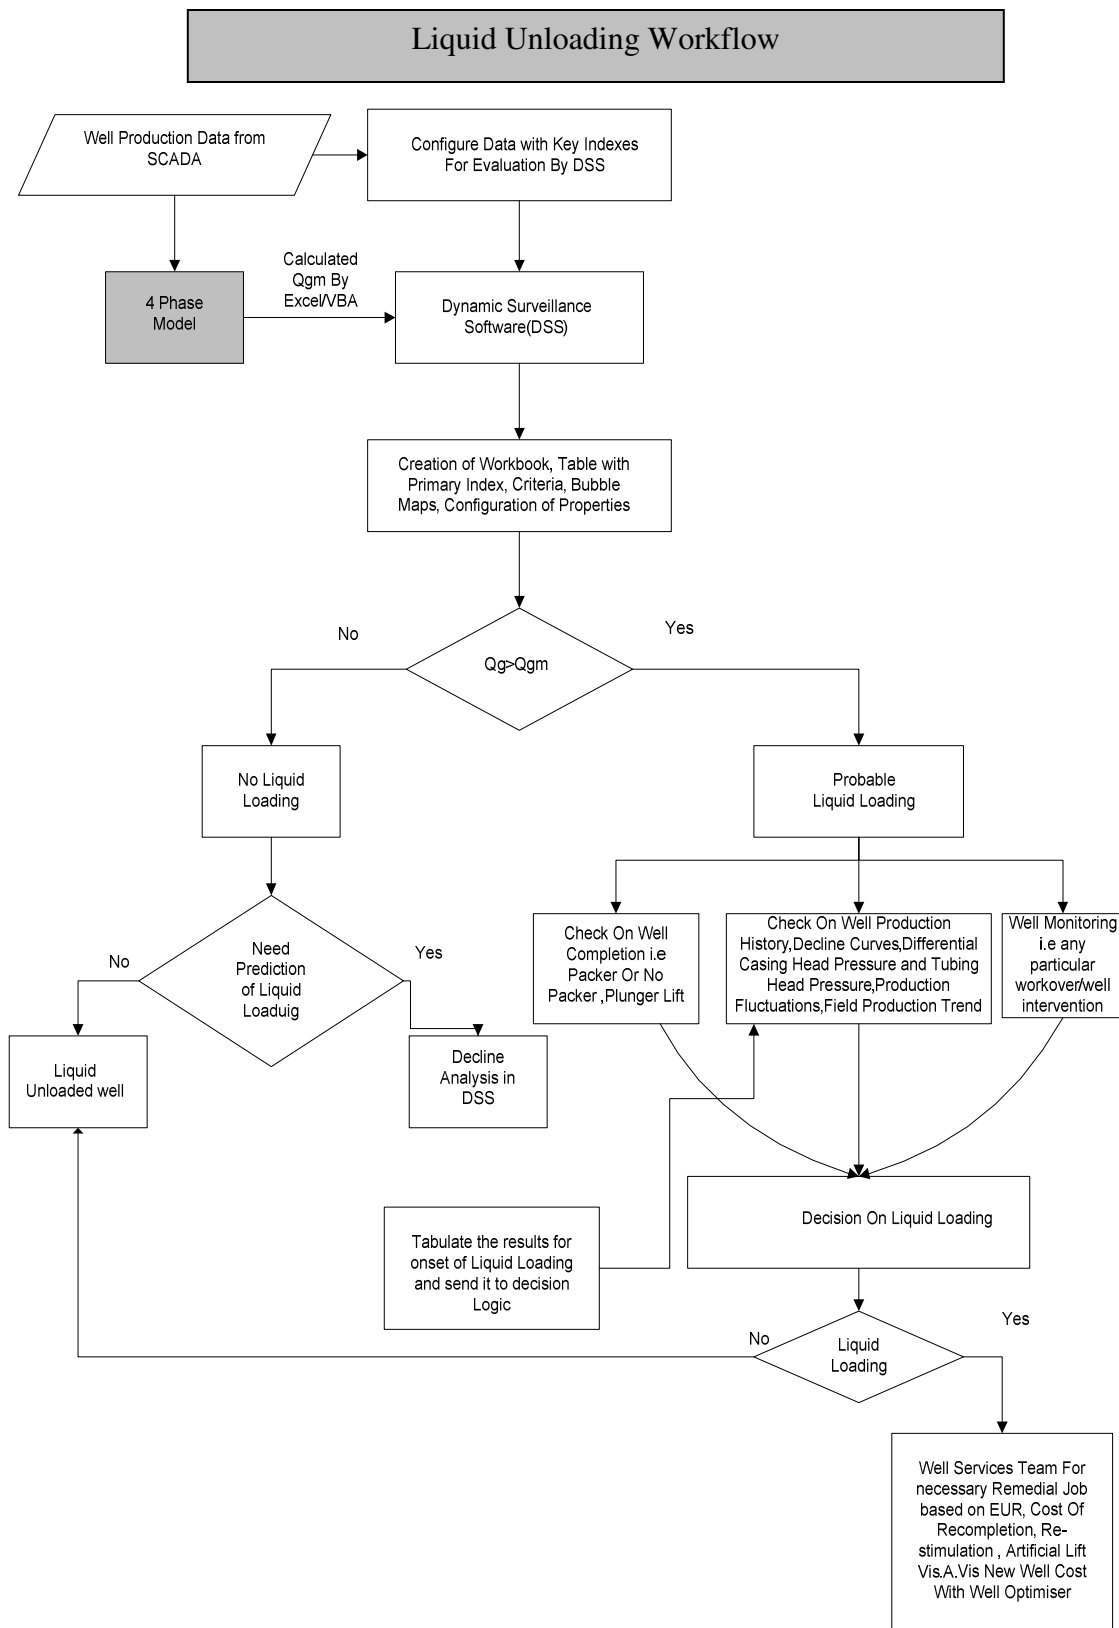 Liquid Unloading Workflow
Well Production Data from
SCADA
Configure Data with Key Indexes
For Evaluation By DSS
Calculated
Qgm By
Excel/VBA
4 Phase
Model
Dynamic Surveillance
Software(DSS)
Creation of Workbook, Table with
Primary Index, Criteria, Bubble
Maps, Configuration of Properties
No
Yes
Qg>Qgm
No Liquid
Loading
Probable
Liquid Loading
Need
Prediction
of Liquid
Loaduig
No
Yes
Check On Well
Completion i.e
Packer Or No
Packer ,Plunger Lift
Check On Well Production
History,Decline Curves,Differential
Casing Head Pressure and Tubing
Head Pressure,Production
Fluctuations,Field Production Trend
Well Monitoring
i.e any
particular
workover/well
intervention
Liquid
Unloaded well
Decline
Analysis in
DSS
Decision On Liquid Loading
Tabulate the results for
onset of Liquid Loading
and send it to decision
Logic
No
Yes
Liquid
Loading
Well Services Team For
necessary Remedial Job
based on EUR, Cost Of
Recompletion, Re-
stimulation , Artificial Lift
Vis.A.Vis New Well Cost
With Well Optimiser